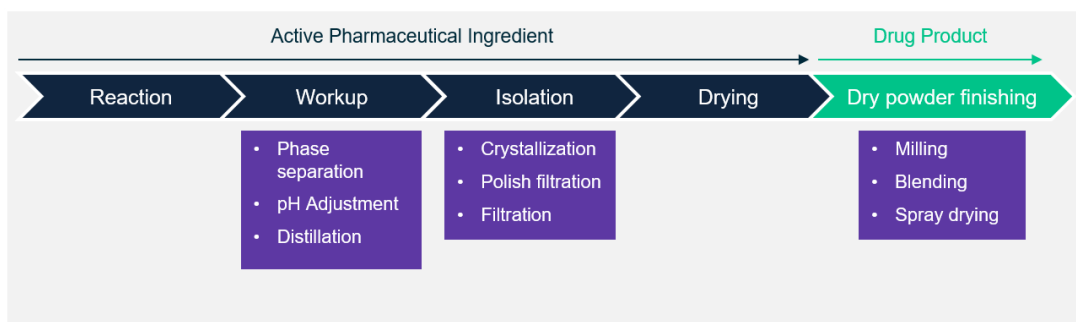 Active Pharmaceutical Ingredient
Drug Product
Reaction
Workup
Isolation
Drying
Dry powder finishing
• Phase
separation
• pH Adjustment
• Distillation
• Crystallization
• Polish filtration
• Filtration
• Milling
• Blending
• Spray drying